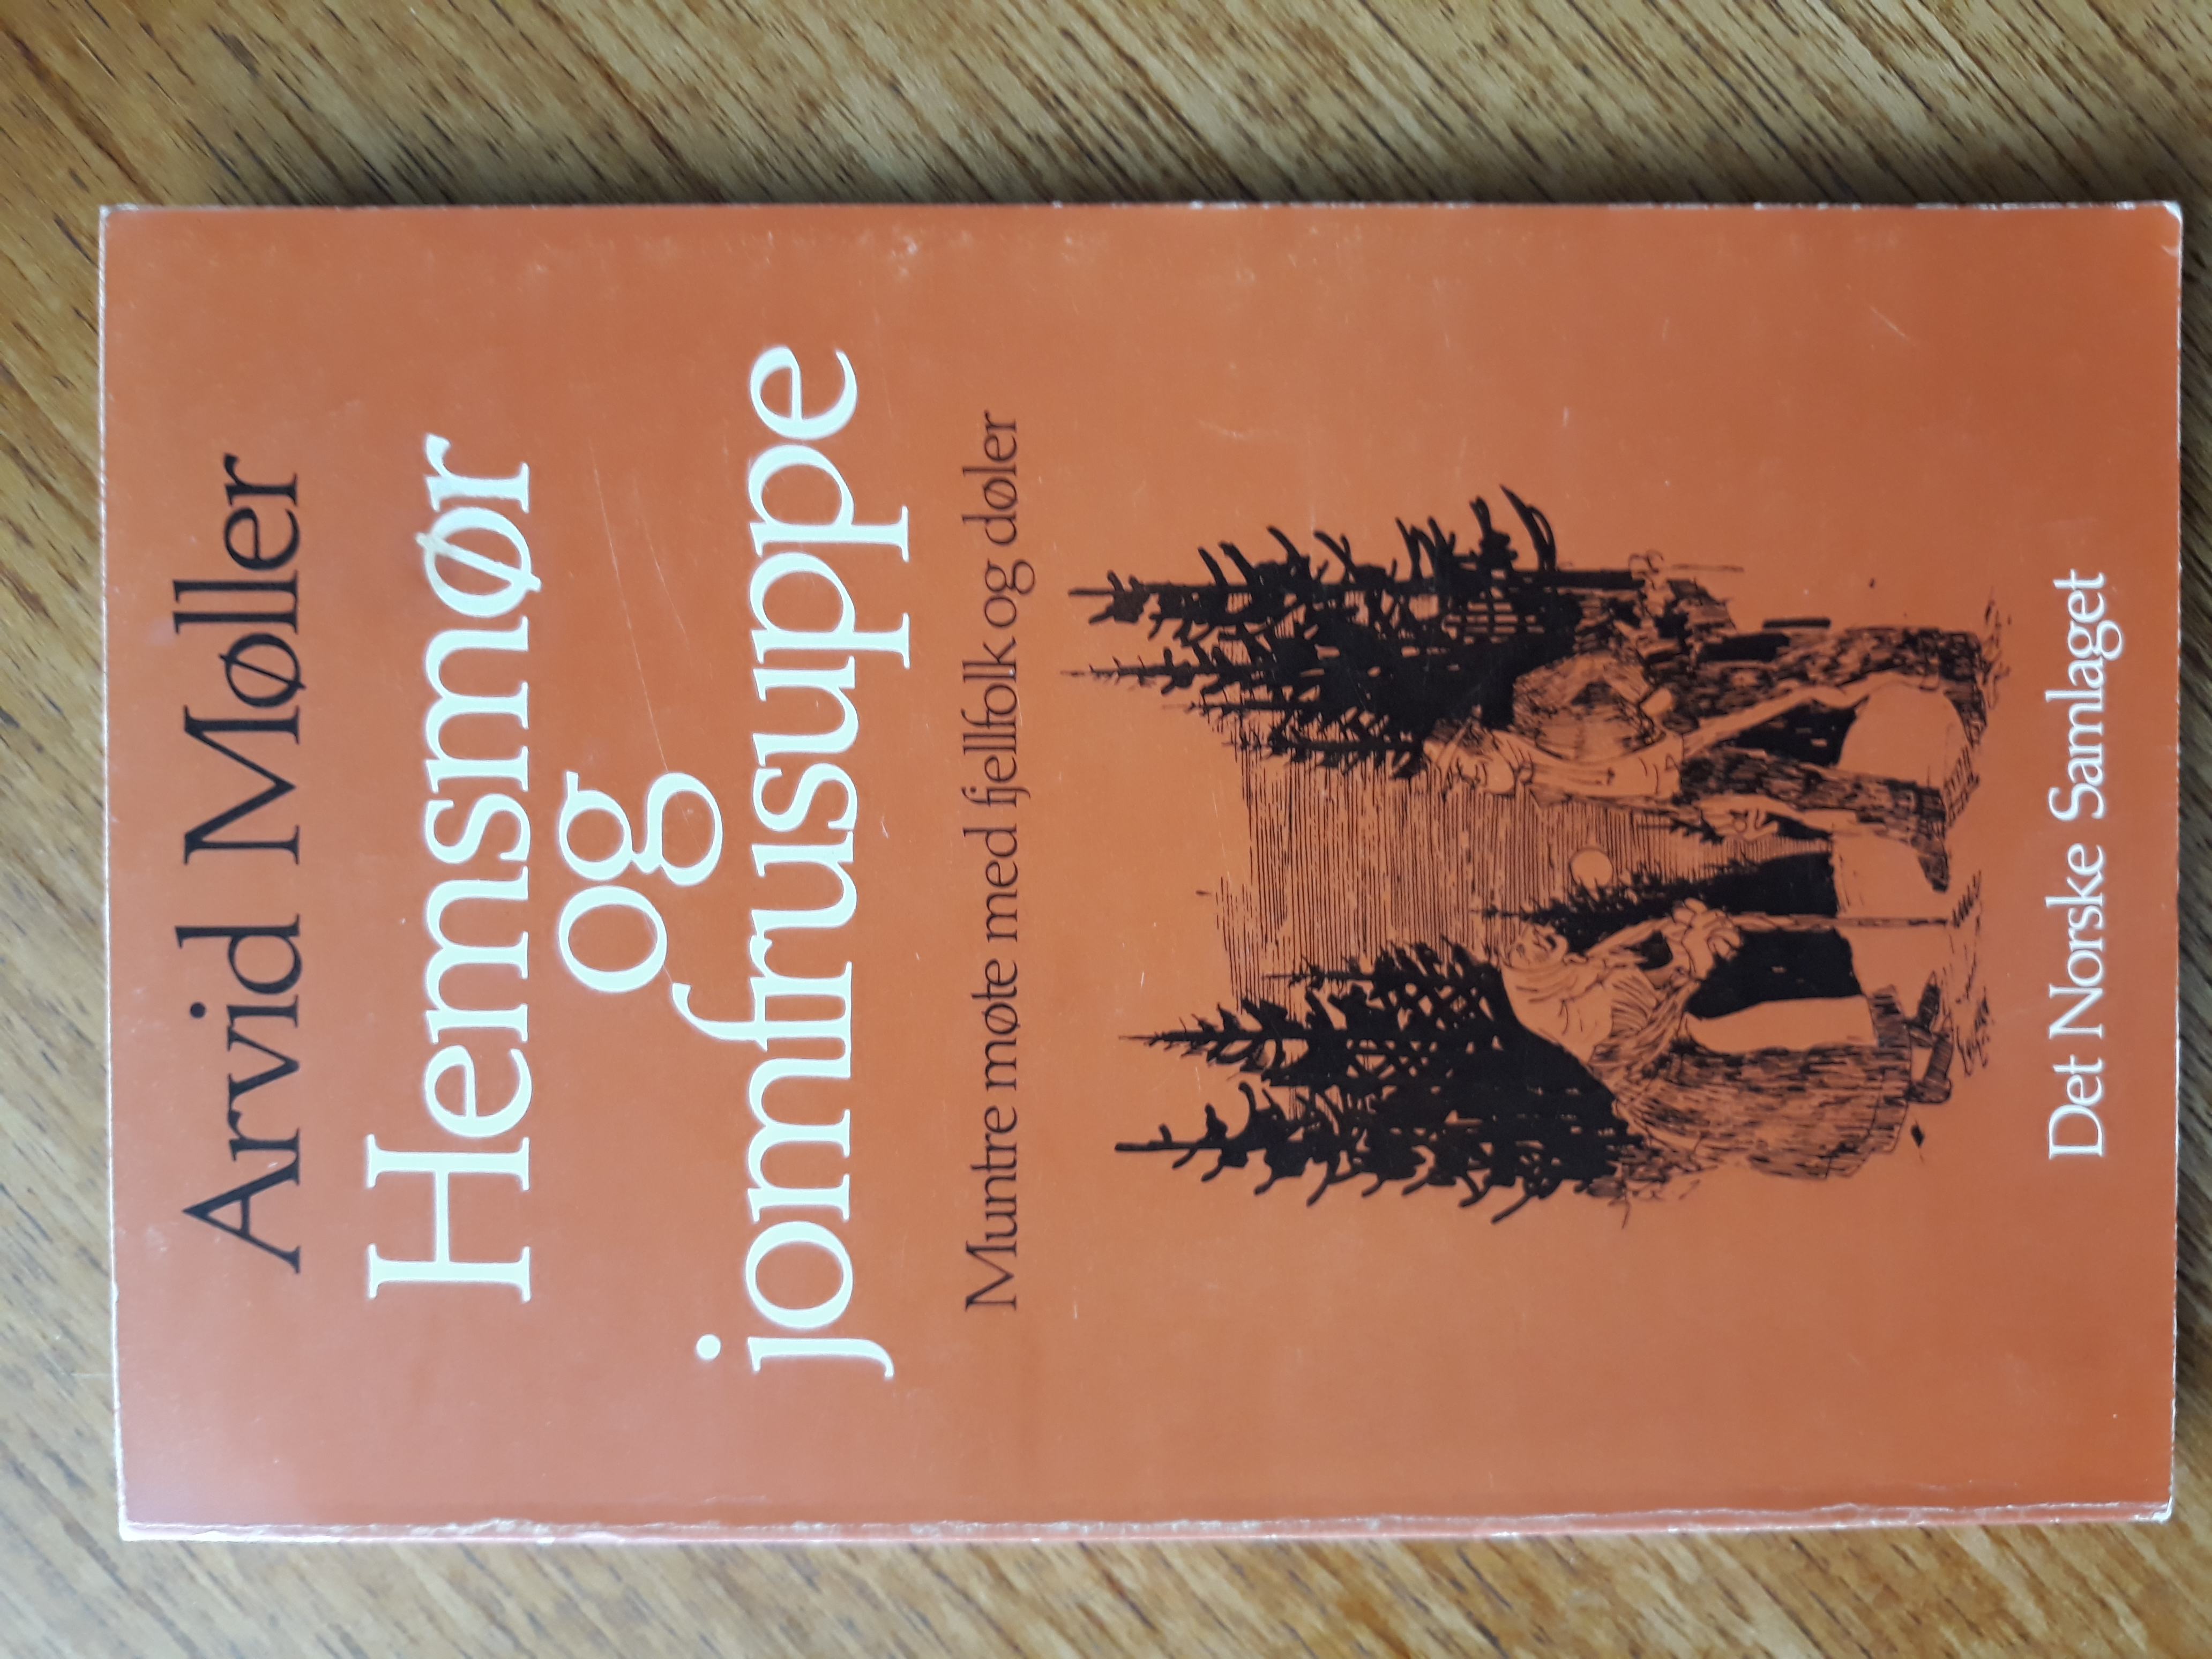 Arvid Møller
Hemsmør
og
jomfrusuppe
Muntre møte med fjellfolk og døler
Det Norske Samlaget